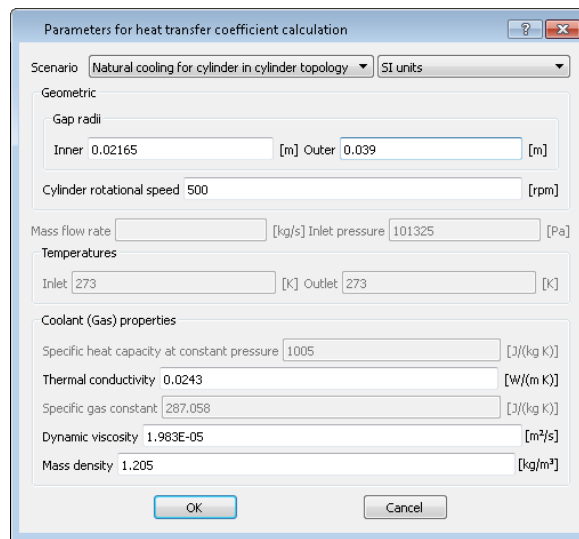 Parameters for heat transfer coefficient calculation
Scenario Natural cooling for cylinder in cylinder topology SI units
Geometric
Gap radii
Inner 0.02165 [m] Outer 0.039 [m]
Cylinder rotational speed 500 [rpm]
Mass flow rate [kg/s] Inlet pressure 101325 [Pa]
Temperatures
Inlet 273 [K] Outlet 273 [K]
Coolant (Gas) properties
Specific heat capacity at constant pressure 1005 [J/(kg K)]
Thermal conductivity 0.0243 [W/(m K)]
Specific gas constant 287.058 [J/(kg K)]
Dynamic viscosity 1.983E-05 [m²/s]
Mass density 1.205 [kg/m³]
OK Cancel